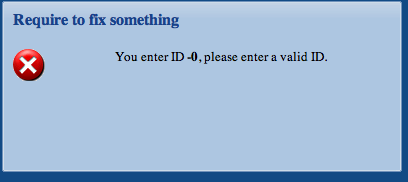 Require to fix something
You enter ID -0, please enter a valid ID.